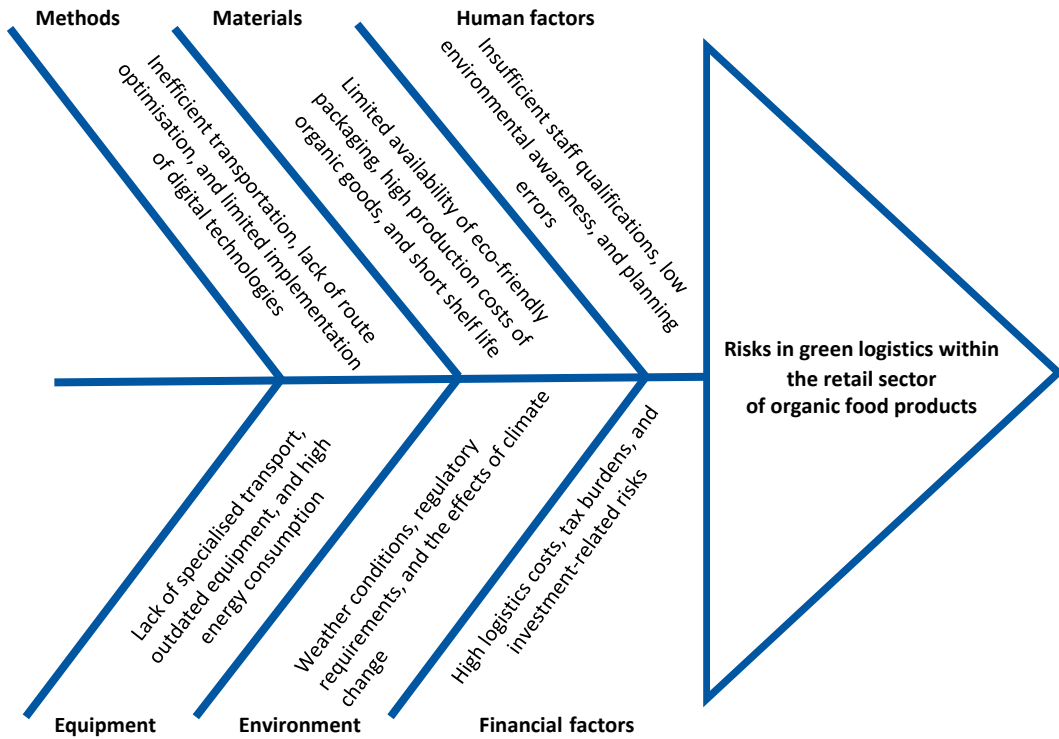 Methods
Materials
Human factors
Inefficient transportation, lack of route
optimisation, and limited implementation
of digital technologies
Limited availability of eco-friendly
packaging, high production costs of
organic goods, and short shelf life
Insufficient staff qualifications, low
environmental awareness, and planning
errors
Risks in green logistics within
the retail sector
of organic food products
Lack of specialised transport,
outdated equipment, and high
energy consumption
Weather conditions, regulatory
requirements, and the effects of climate
change
High logistics costs, tax burdens, and
investment-related risks
Equipment
Environment
Financial factors